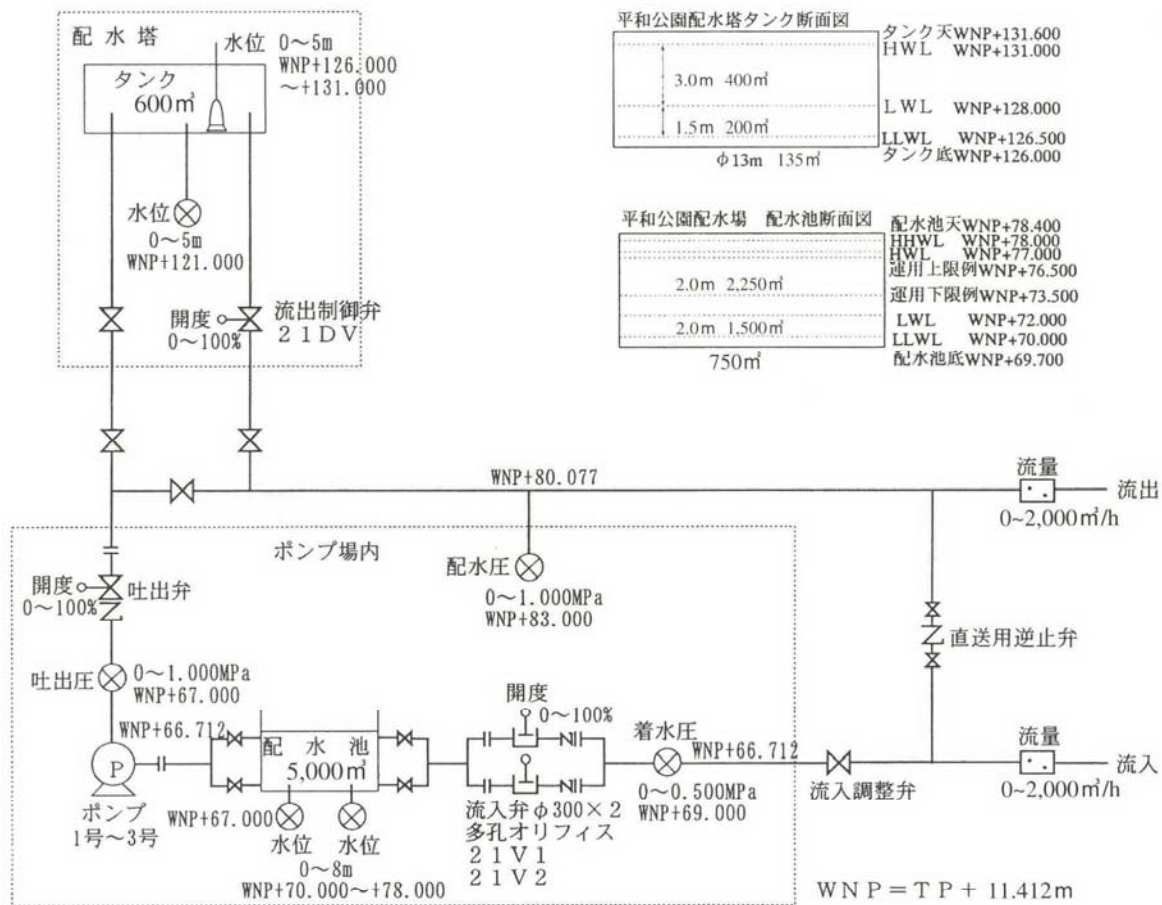 配 水 塔
水位
0～5m
WNP+126.000
～+131.000
タンク
600㎥
水位
0～5m
WNP+121.000
開度
0～100%
流出制御弁
２１ＤＶ
平和公園配水塔タンク断面図
タンク天WNP+131.600
HWL WNP+131.000
3.0m 400㎥
LWL WNP+128.000
1.5m 200㎥
LLWL WNP+126.500
タンク底WNP+126.000
φ13m 135㎡
平和公園配水場 配水池断面図
配水池天WNP+78.400
HHWL WNP+78.000
HWL WNP+77.000
運用上限例WNP+76.500
2.0m 2,250㎥
運用下限例WNP+73.500
LWL WNP+72.000
2.0m 1,500㎥
LLWL WNP+70.000
配水池底WNP+69.700
750㎡
WNP+80.077
流量
流出
0~2,000㎥/h
ポンプ場内
配水圧
0～1.000MPa
WNP+83.000
開度
0～100%
吐出弁
直送用逆止弁
吐出圧
0～1.000MPa
WNP+67.000
WNP+66.712
P
ポンプ
1号～3号
配 水 池
5,000㎥
WNP+67.000
水位
水位
0～8m
WNP+70.000～+78.000
開度
0～100%
流入弁φ300×2
多孔オリフィス
２１Ｖ１
２１Ｖ２
着水圧
WNP+66.712
0～0.500MPa
WNP+69.000
流入調整弁
流量
流入
0~2,000㎥/h
ＷＮＰ＝ＴＰ＋ 11.412m